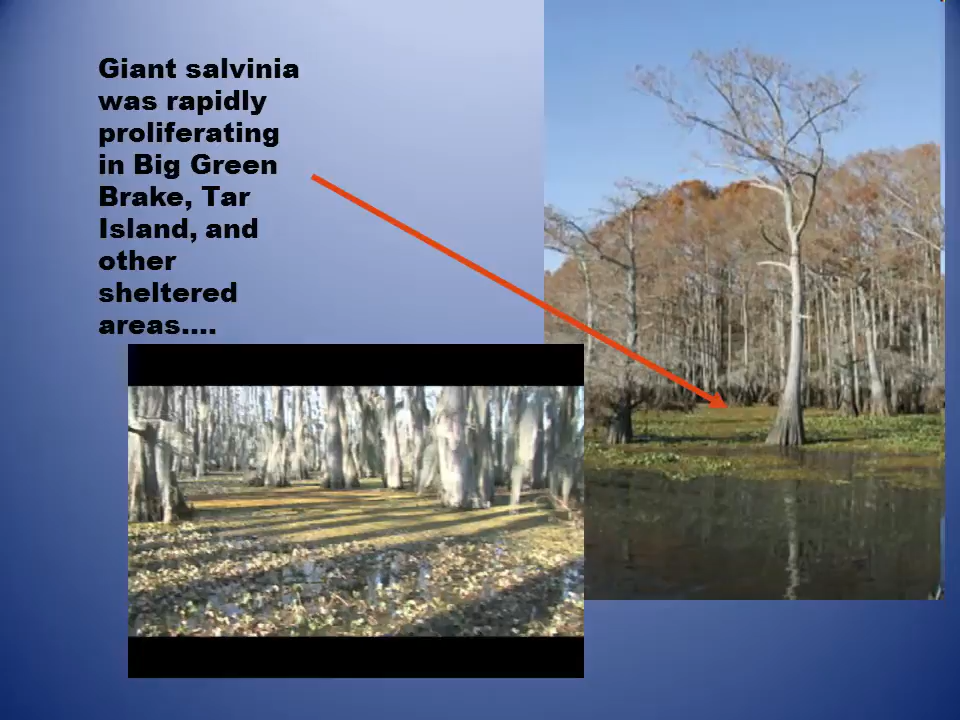 Giant salvinia
was rapidly
proliferating
in Big Green
Brake, Tar
Island, and
other
sheltered
areas....